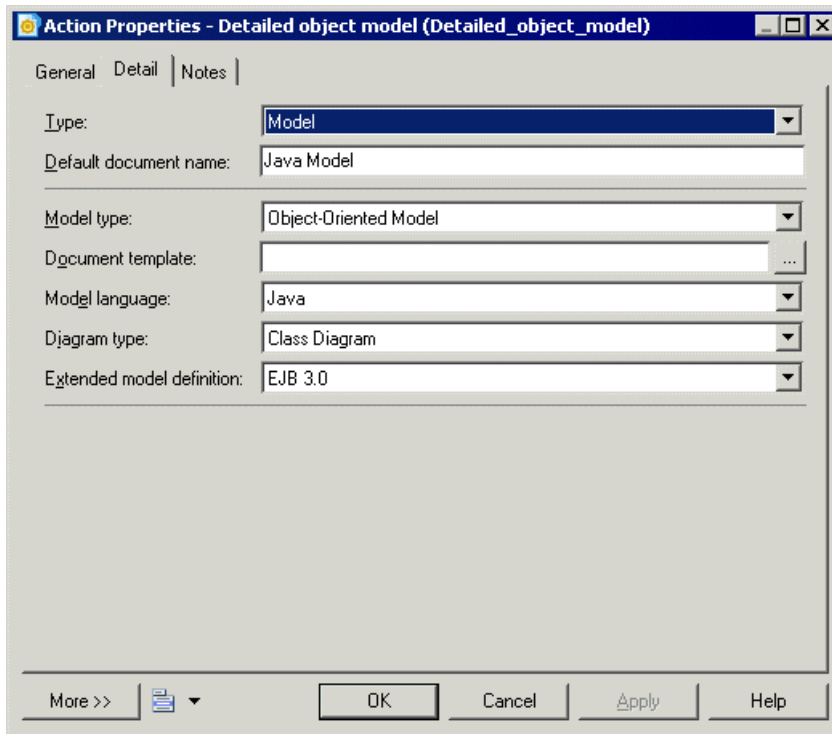 Action Properties - Detailed object model (Detailed_object_model)
General Detail Notes
Type: Model
Default document name: Java Model
Model type: Object-Oriented Model
Document template: ...
Model language: Java
Diagram type: Class Diagram
Extended model definition: EJB 3.0
More >> OK Cancel Apply Help